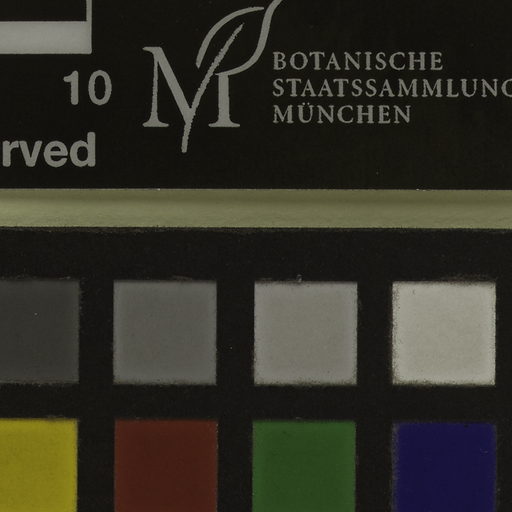 10
BOTANISCHE
STAATSSAMMLUNG
MÜNCHEN
rved